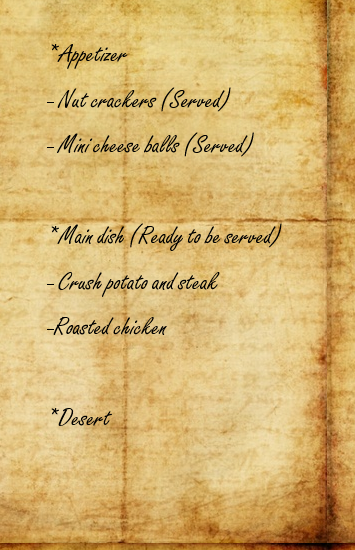 *Appetizer
- Nut crackers (Served)
- Mini cheese balls (Served)
*Main dish (Ready to be served)
- Crush potato and steak
-Roasted chicken
*Desert